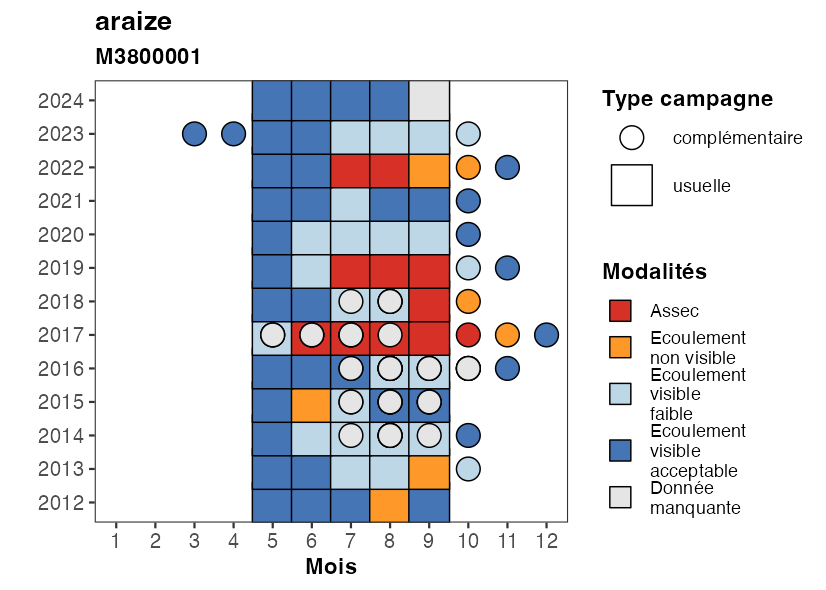 araize
M3800001
2024
2023
2022
2021
2020
2019
2018
2017
2016
2015
2014
2013
2012
1 2 3 4 5 6 7 8 9 10 11 12
Mois
Type campagne
complémentaire
usuelle
Modalités
Assec
Ecoulement
non visible
Ecoulement
visible
faible
Ecoulement
visible
acceptable
Donnée
manquante